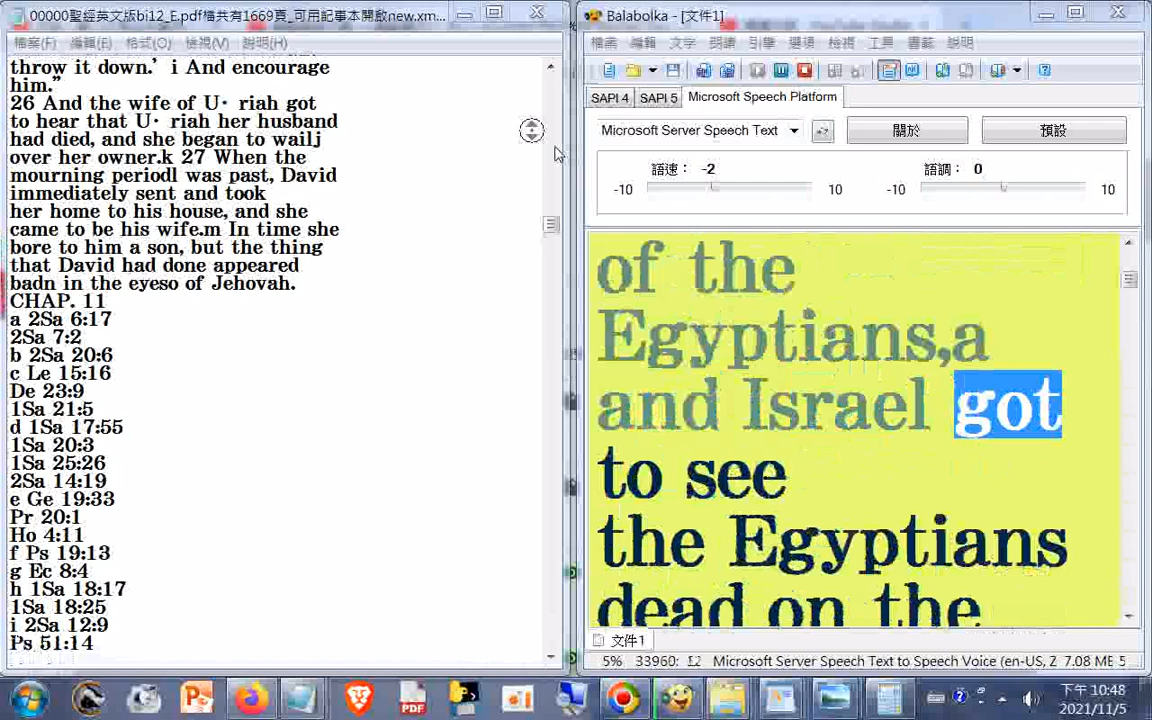 00000聖經英文版bi12_E.pdf檔共有1669頁_可用記事本開啟new.xm...
檔案(F) 編輯(E) 格式(O) 檢視(V) 說明(H)
throw it down.’ i And encourage
him.”
26 And the wife of U· riah got
to hear that U· riah her husband
had died, and she began to wailj
over her owner.k 27 When the
mourning periodl was past, David
immediately sent and took
her home to his house, and she
came to be his wife.m In time she
bore to him a son, but the thing
that David had done appeared
badn in the eyeso of Jehovah.
CHAP. 11
a 2Sa 6:17
2Sa 7:2
b 2Sa 20:6
c Le 15:16
De 23:9
1Sa 21:5
d 1Sa 17:55
1Sa 20:3
1Sa 25:26
2Sa 14:19
e Ge 19:33
Pr 20:1
Ho 4:11
f Ps 19:13
g Ec 8:4
h 1Sa 18:17
1Sa 18:25
i 2Sa 12:9
Ps 51:14
Balabolka - [文件1]
檔案 編輯 文字 朗讀 引擎 選項 檢視 工具 書籤 說明
SAPI 4 SAPI 5 Microsoft Speech Platform
Microsoft Server Speech Text 關於 預設
語速： -2 語調： 0
-10 10 -10 10
of the
Egyptians,a
and Israel got
to see
the Egyptians
dead on the
文件1
5% 33960: Microsoft Server Speech Text to Speech Voice (en-US, 7.08 MB
下午 10:48
2021/11/5